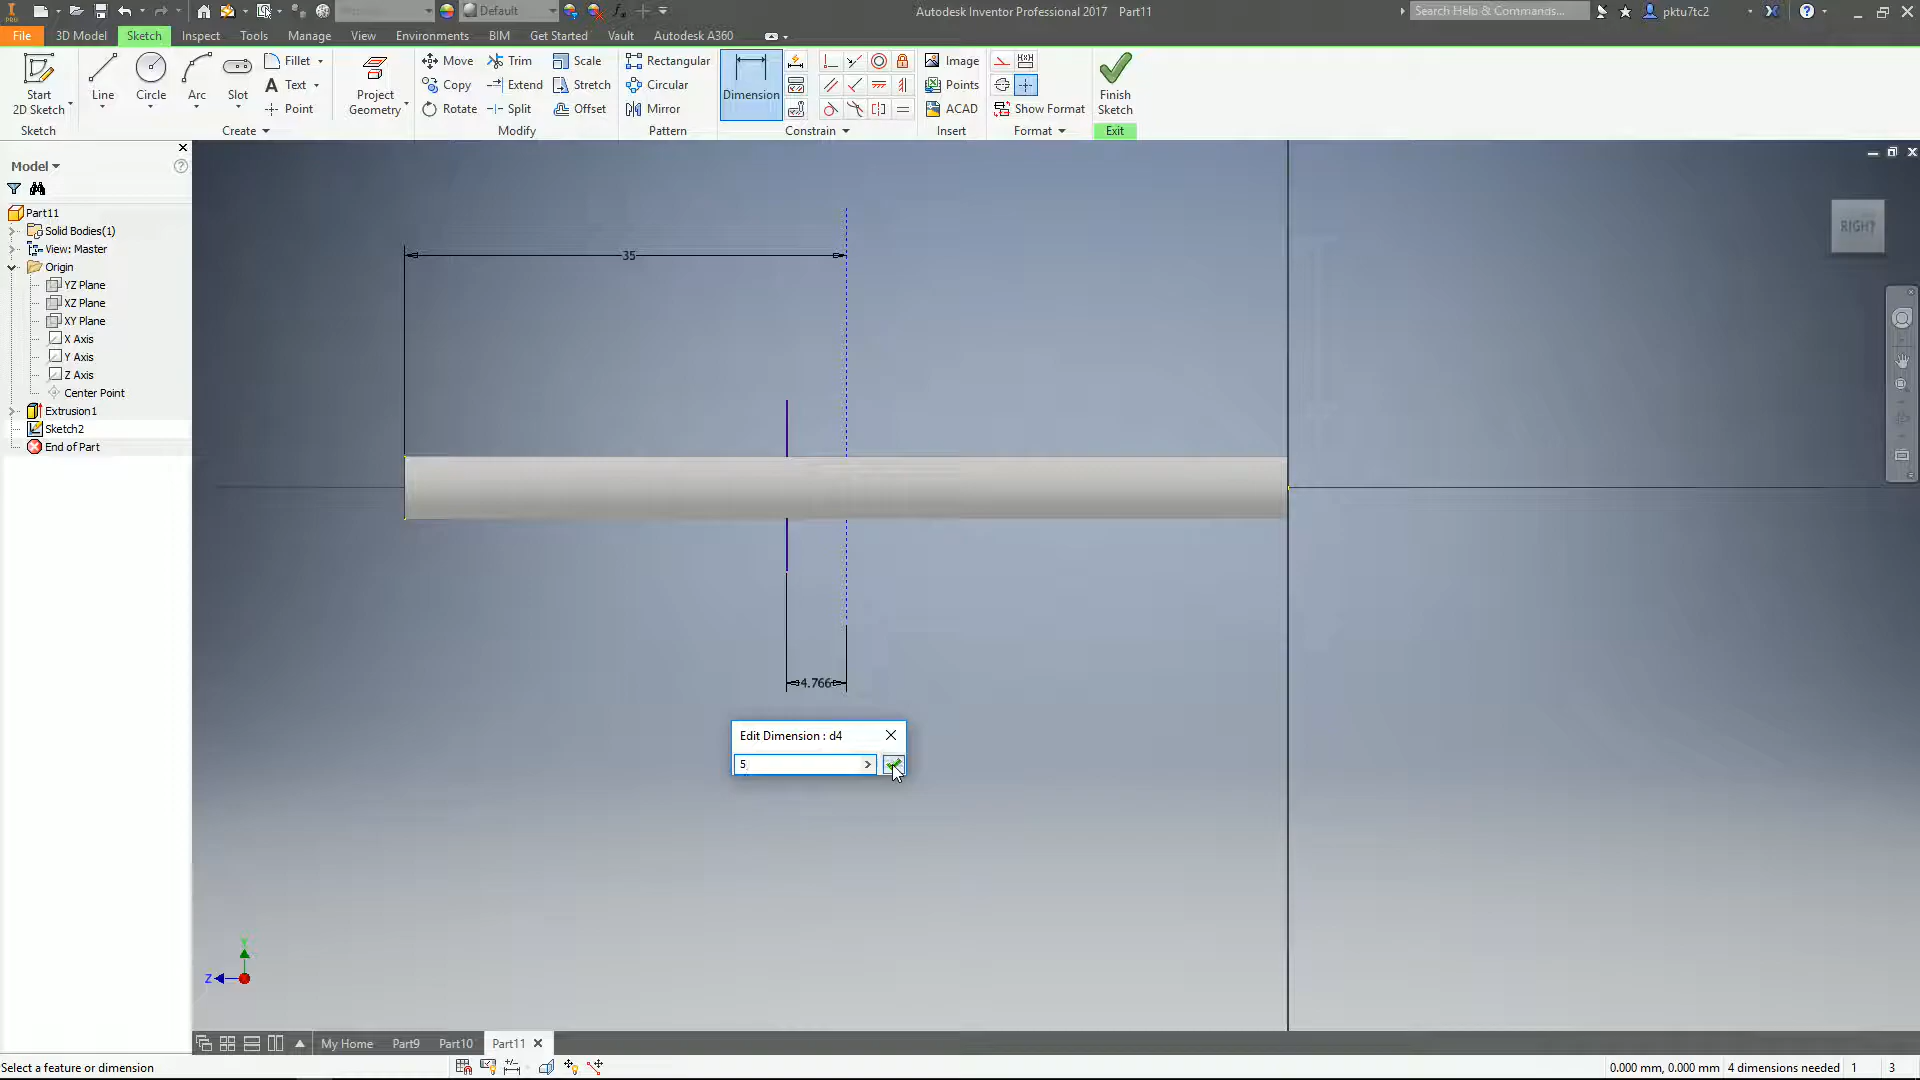 PRO
Default
Autodesk Inventor Professional 2017 Part11
Search Help & Commands...
pktu7tc2
File
3D Model
Sketch
Inspect
Tools
Manage
View
Environments
BIM
Get Started
Vault
Autodesk A360
Start
2D Sketch
Line
Circle
Arc
Slot
Fillet
Text
Point
Project
Geometry
Move
Copy
Rotate
Trim
Extend
Split
Scale
Stretch
Offset
Rectangular
Circular
Mirror
Dimension
Image
Points
ACAD
Show Format
Finish
Sketch
Sketch
Create
Modify
Pattern
Constrain
Insert
Format
Exit
Model
Part11
Solid Bodies(1)
View: Master
Origin
YZ Plane
XZ Plane
XY Plane
X Axis
Y Axis
Z Axis
Center Point
Extrusion1
Sketch2
End of Part
RIGHT
35
4.766
Edit Dimension : d4
5
Y
Z
My Home
Part9
Part10
Part11
Select a feature or dimension
0.000 mm, 0.000 mm
4 dimensions needed
1
3